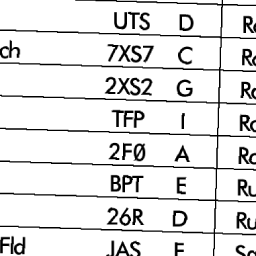 UTS D Ro
ch 7XS7 C Ro
2XS2 G Ro
TFP I Ro
2FØ A Ro
BPT E Ru
26R D Ru
Fld JAS F Sa